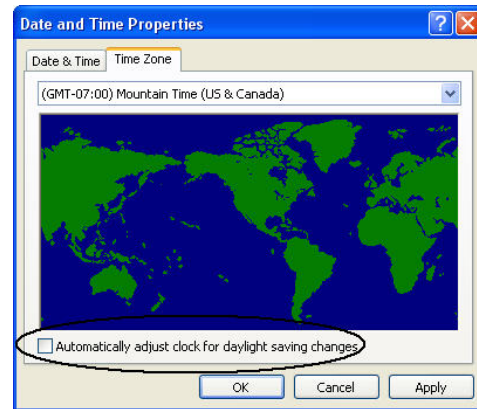 Date and Time Properties
Date & Time Time Zone
(GMT-07:00) Mountain Time (US & Canada)
Automatically adjust clock for daylight saving changes
OK Cancel Apply